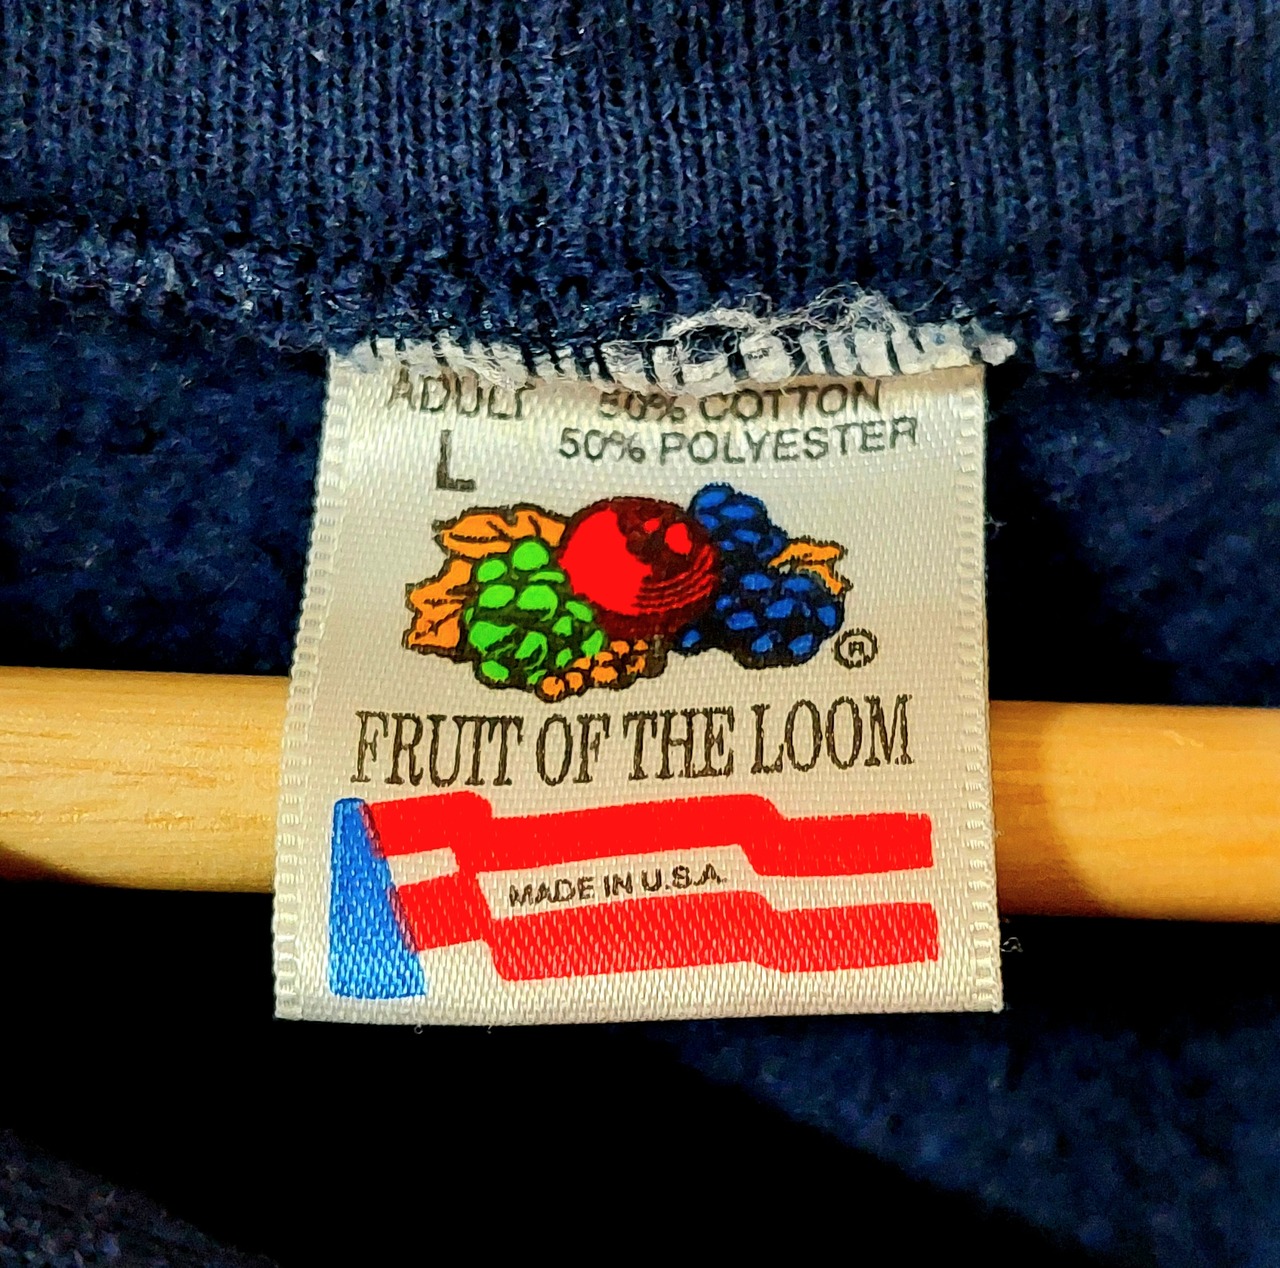 ADULT 50% COTTON
L 50% POLYESTER
®
FRUIT OF THE LOOM
MADE IN U.S.A.